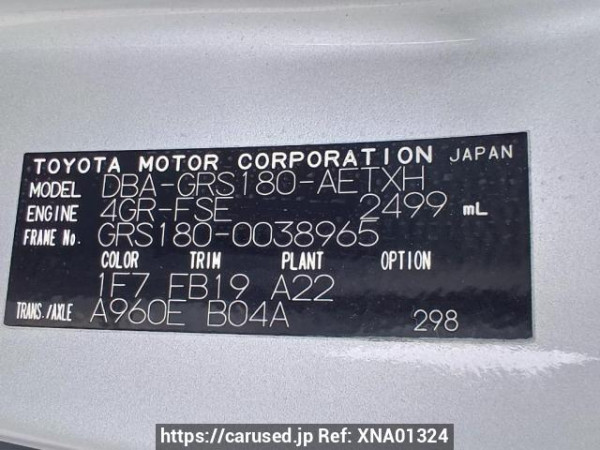 TOYOTA MOTOR CORPORATION JAPAN
MODEL DBA-GRS180-AETXH
ENGINE 4GR-FSE 2499 mL
FRAME No. GRS180-0038965
COLOR TRIM PLANT OPTION
1F7 FB19 A22
TRANS./AXLE A960E B04A 298
https://carused.jp Ref: XNA01324